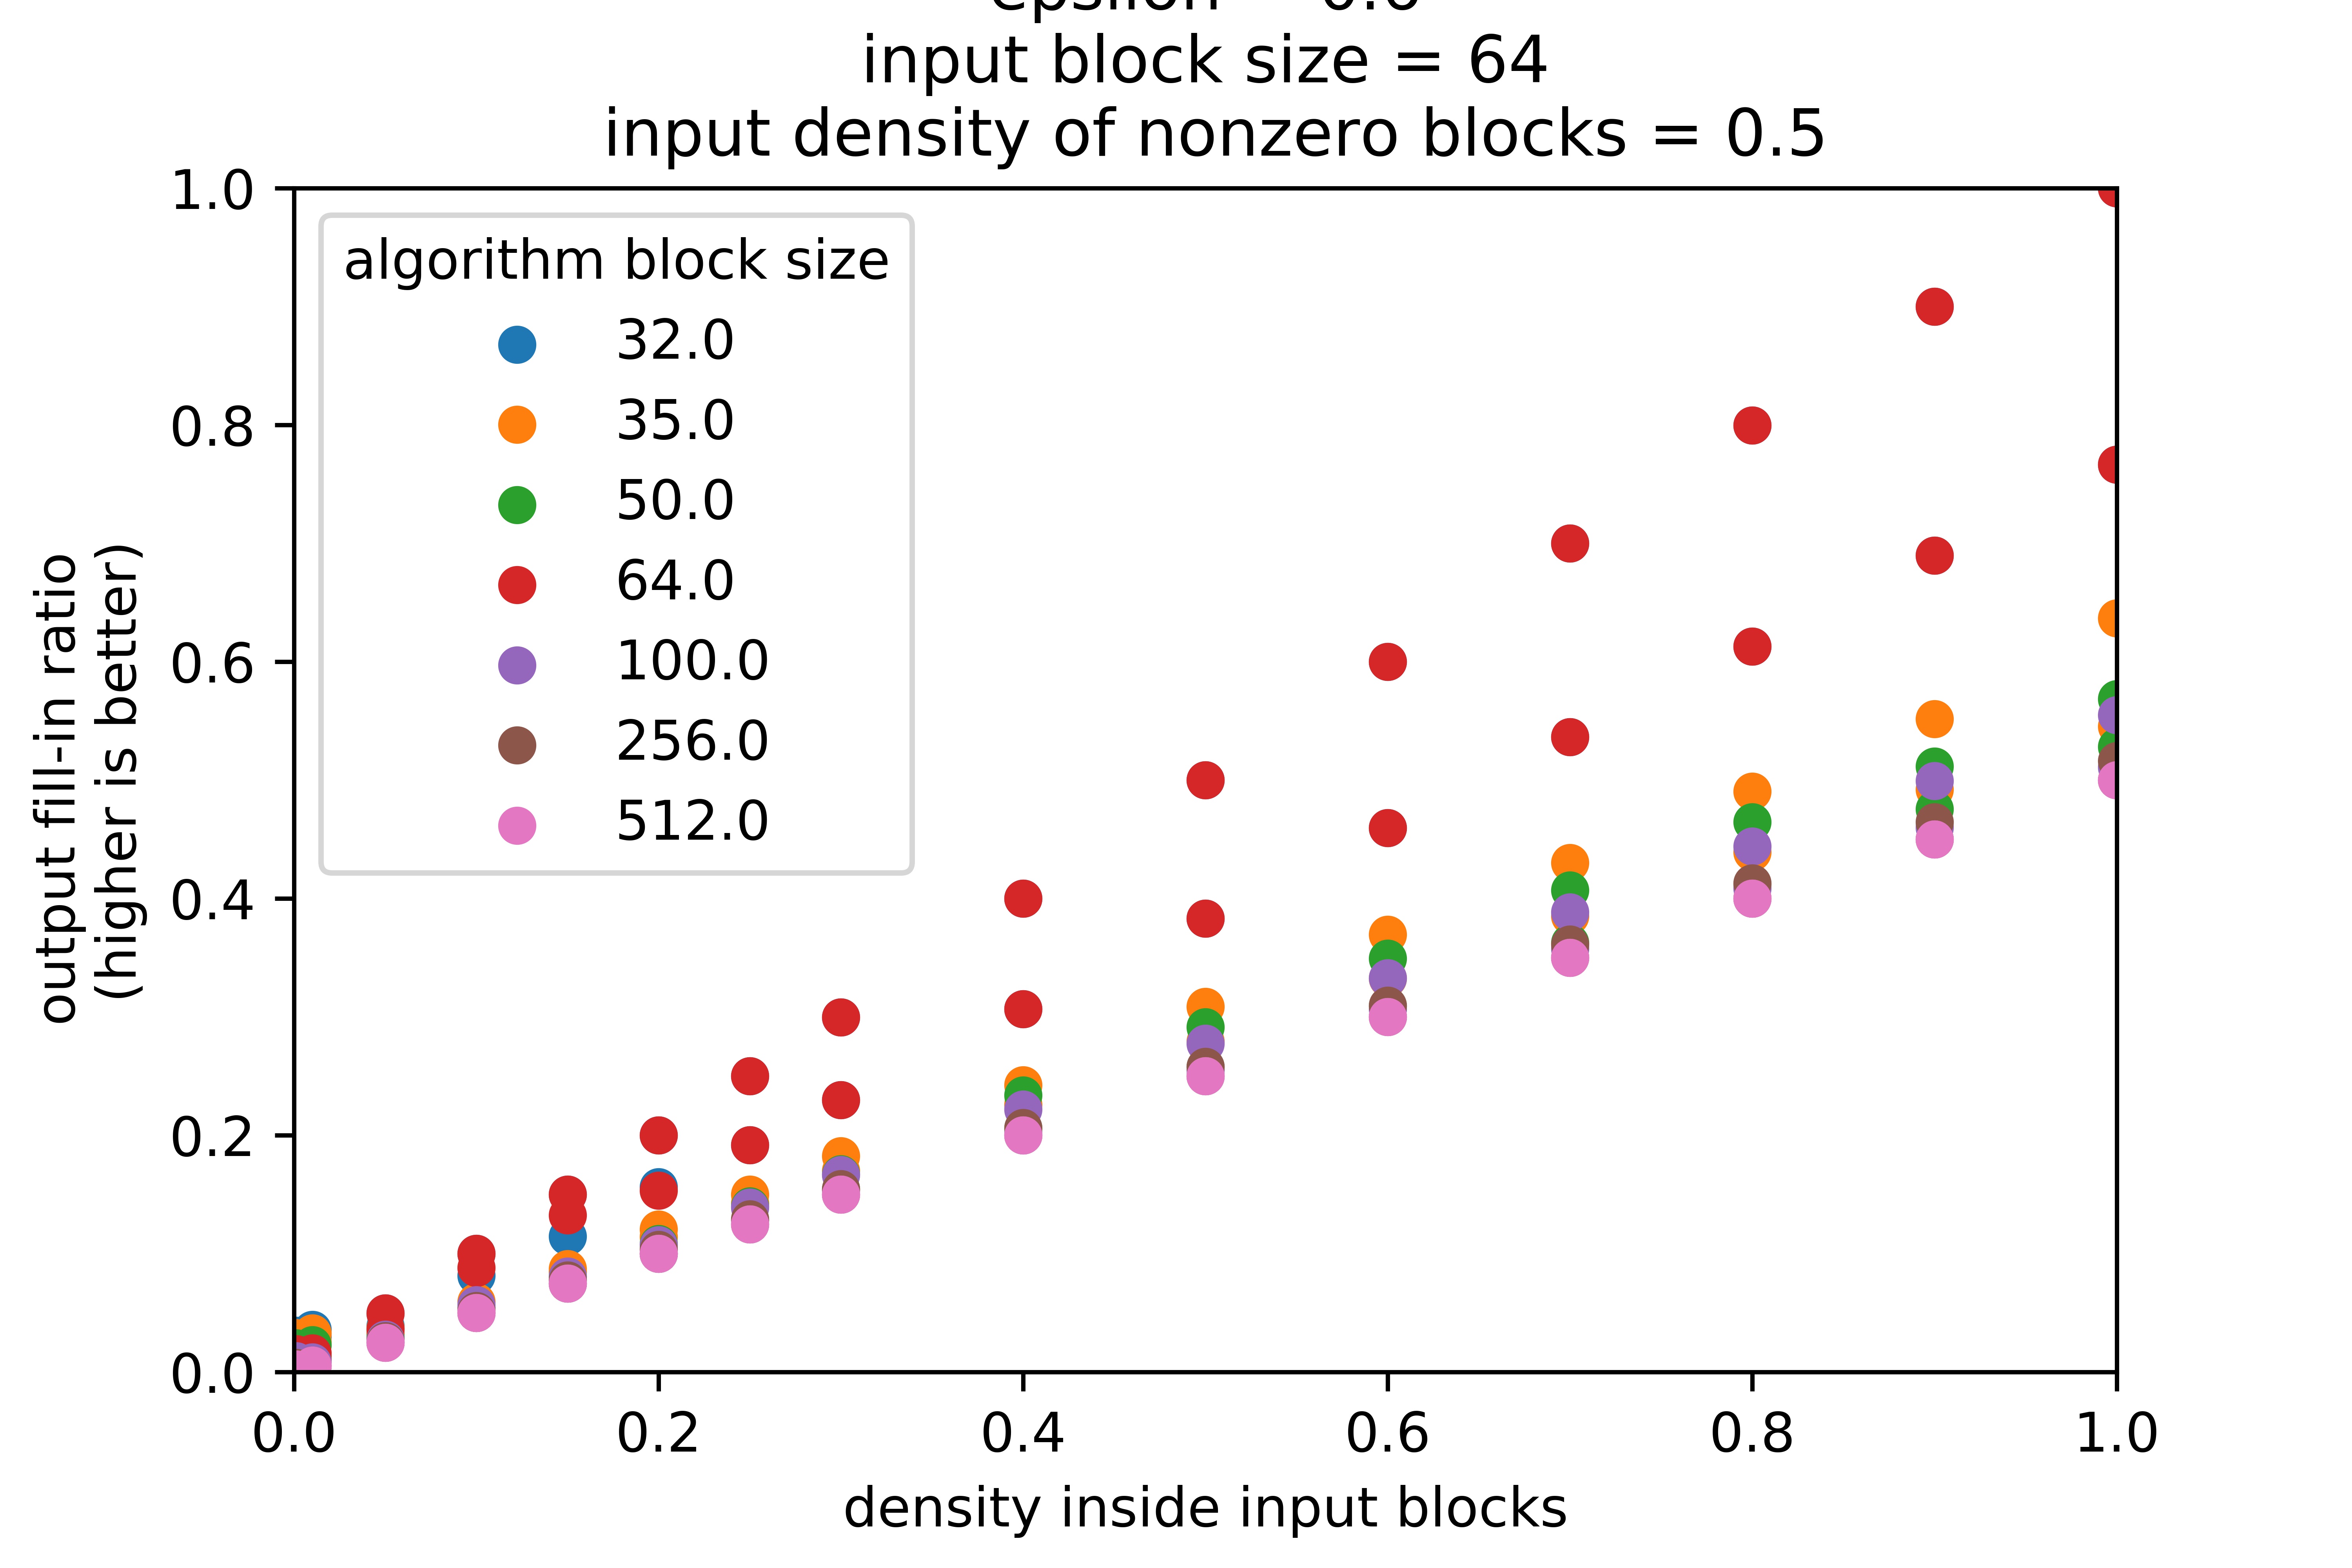 input block size = 64
input density of nonzero blocks = 0.5
1.0
0.8
0.6
0.4
0.2
0.0
output fill-in ratio
(higher is better)
algorithm block size
32.0
35.0
50.0
64.0
100.0
256.0
512.0
0.0 0.2 0.4 0.6 0.8 1.0
density inside input blocks